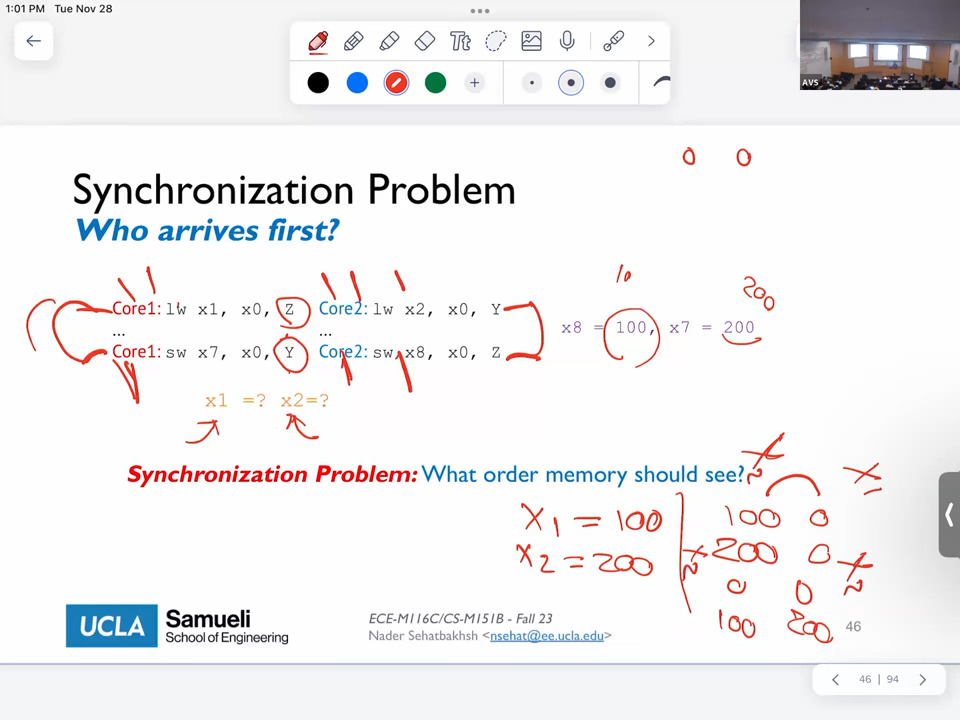 1:01 PM Tue Nov 28
Tt
AVS
0 0
Synchronization Problem
Who arrives first?
10
200
Core1: lw x1, x0, Z Core2: lw x2, x0, Y
... ...
Core1: sw x7, x0, Y Core2: sw x8, x0, Z
x8 = 100, x7 = 200
x1 =? x2=?
Synchronization Problem: What order memory should see?
x1 = 100
x2 = 200
100 0
200 0
0 0
100 200
UCLA Samueli
School of Engineering
ECE-M116C/CS-M151B - Fall 23
Nader Sehatbakhsh <nsehat@ee.ucla.edu>
46
46 | 94